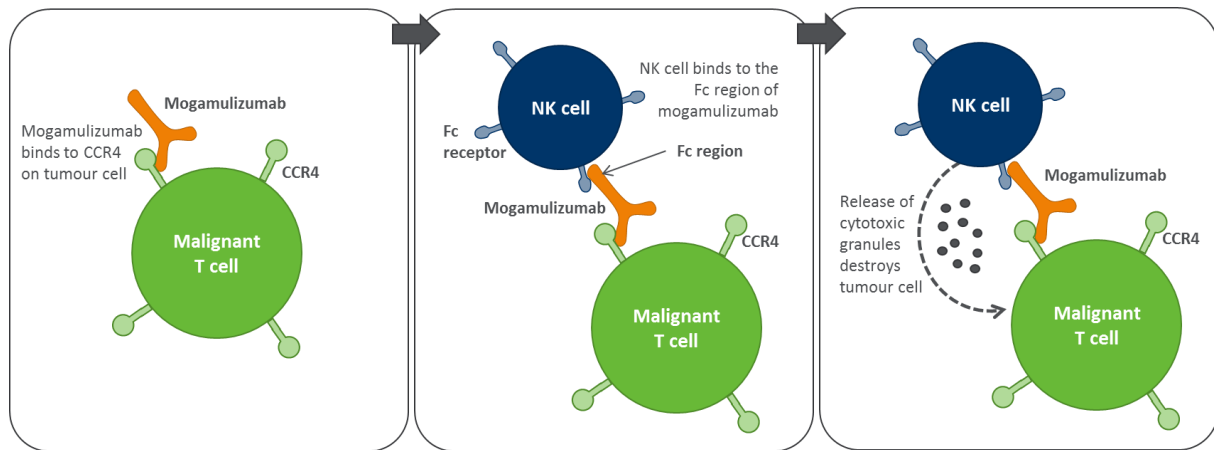 Mogamulizumab
Mogamulizumab
binds to CCR4
on tumour cell
CCR4
Malignant
T cell
NK cell
NK cell binds to the
Fc region of
mogamulizumab
Fc
receptor
Fc region
Mogamulizumab
CCR4
Malignant
T cell
NK cell
Mogamulizumab
Release of
cytotoxic
granules
destroys
tumour cell
CCR4
Malignant
T cell